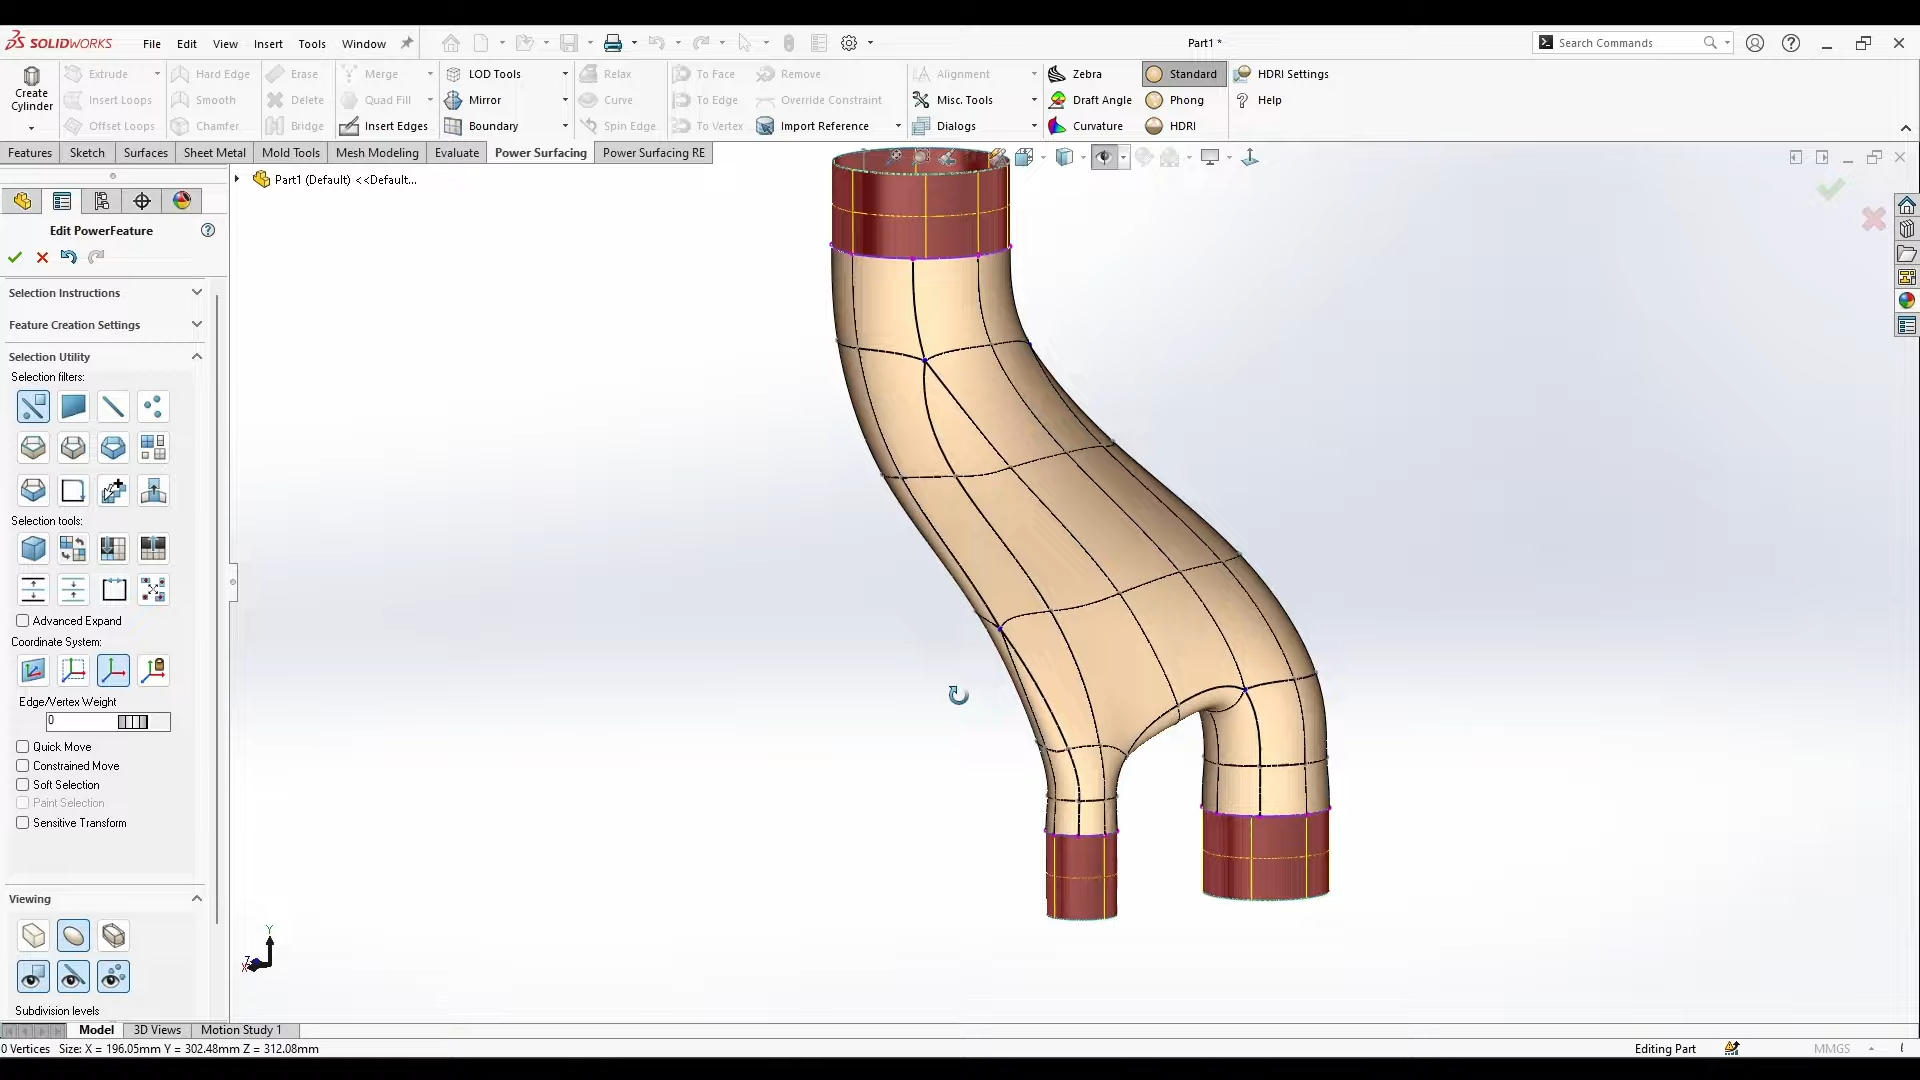 SOLIDWORKS File Edit View Insert Tools Window Part1 * Search Commands
Create Cylinder
Extrude Hard Edge Erase Merge LOD Tools Relax To Face Remove Alignment Zebra Standard HDRI Settings
Insert Loops Smooth Delete Quad Fill Mirror Curve To Edge Override Constraint Misc. Tools Draft Angle Phong Help
Offset Loops Chamfer Bridge Insert Edges Boundary Spin Edge To Vertex Import Reference Dialogs Curvature HDRI
Features Sketch Surfaces Sheet Metal Mold Tools Mesh Modeling Evaluate Power Surfacing Power Surfacing RE
Part1 (Default) <<Default...
Edit PowerFeature
Selection Instructions
Feature Creation Settings
Selection Utility
Selection filters:
Selection tools:
Advanced Expand
Coordinate System:
Edge/Vertex Weight
0
Quick Move
Constrained Move
Soft Selection
Paint Selection
Sensitive Transform
Viewing
Y
Z
X
Subdivision levels
Model 3D Views Motion Study 1
0 Vertices Size: X = 196.05mm Y = 302.48mm Z = 312.08mm Editing Part MMGS